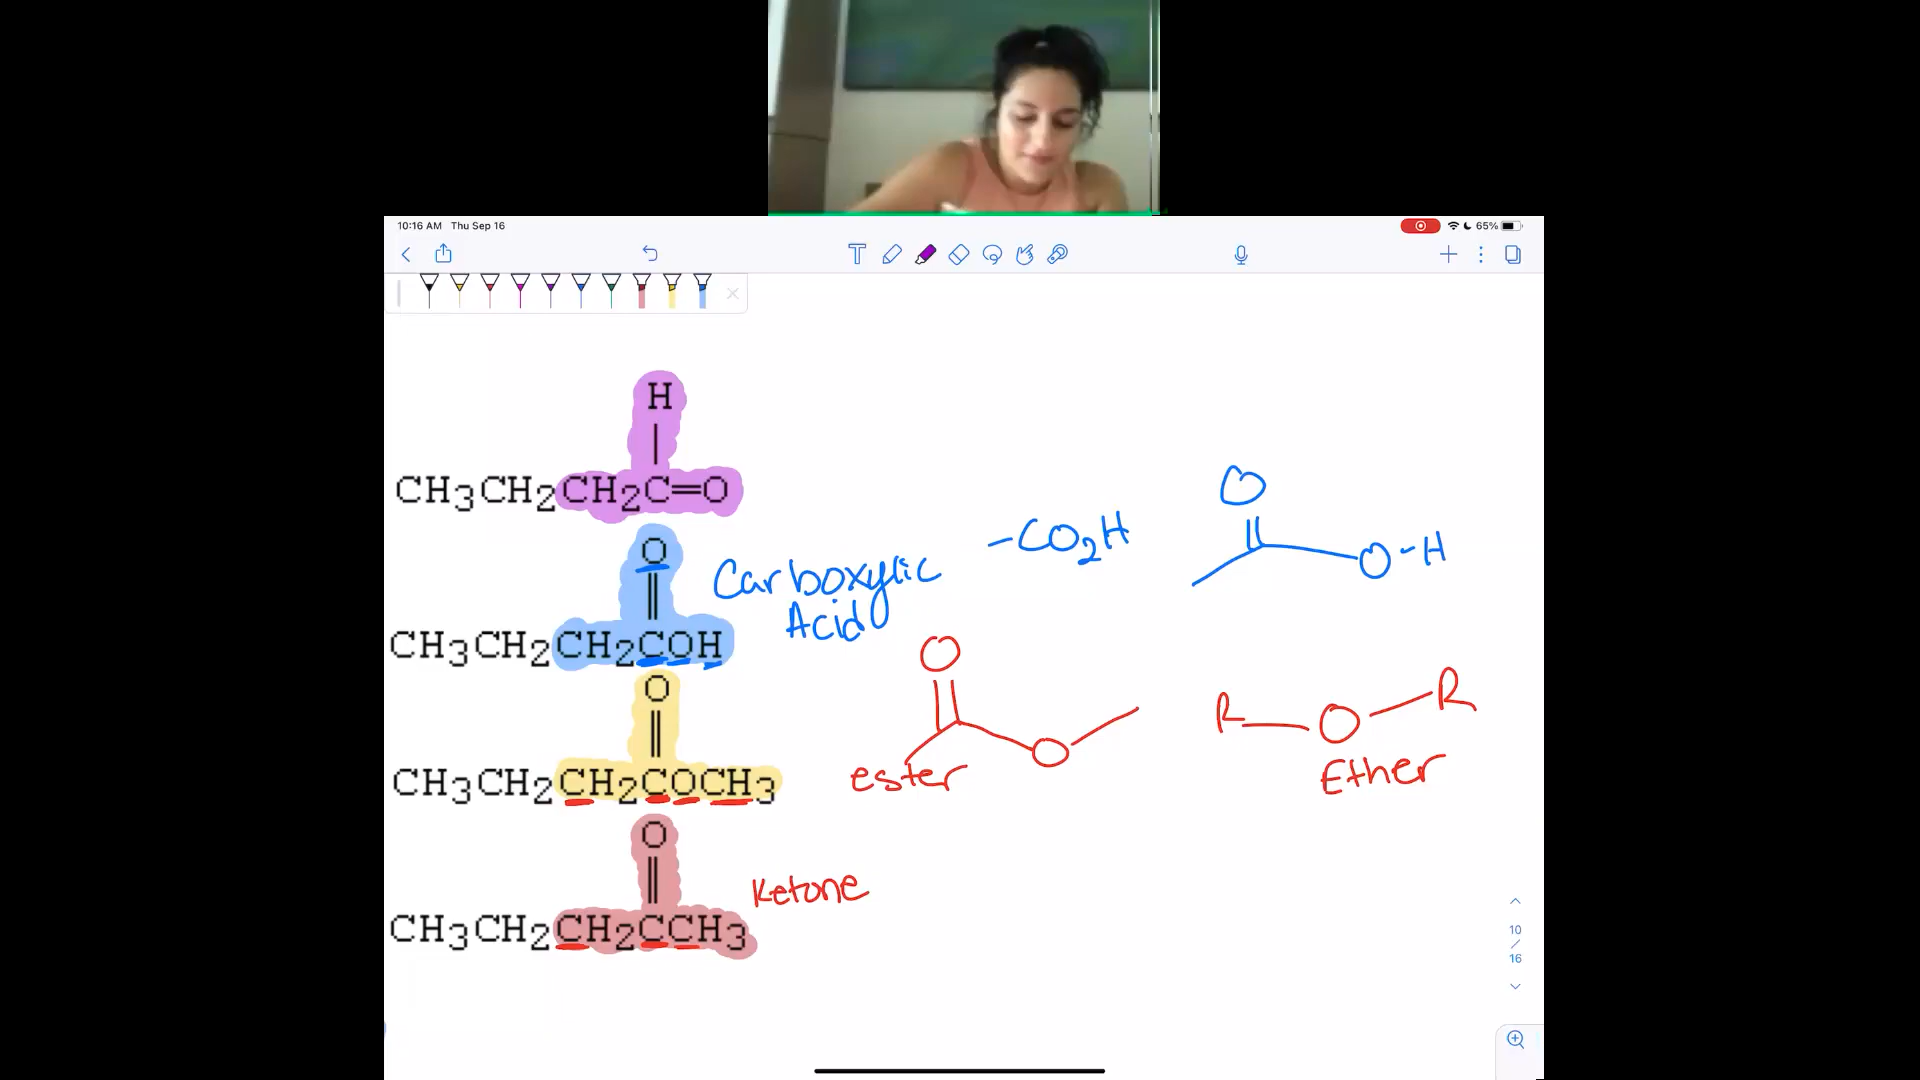 10:16 AM Thu Sep 16
65%
H
|
CH3CH2CH2C=O
O
||
CH3CH2CH2COH
Carboxylic
Acid
-CO2H
O
O-H
O
||
CH3CH2CH2COCH3
O
O
ester
R O R
Ether
O
||
CH3CH2CH2CCH3
Ketone
10
/
16